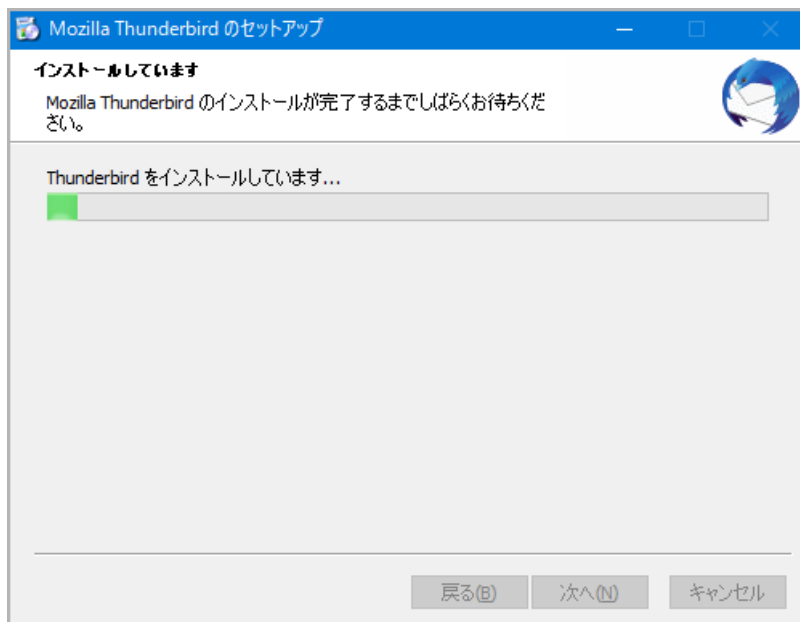 Mozilla Thunderbird のセットアップ
インストールしています
Mozilla Thunderbird のインストールが完了するまでしばらくお待ちくだ
さい。
Thunderbird をインストールしています...
戻る(B) 次へ(N) キャンセル